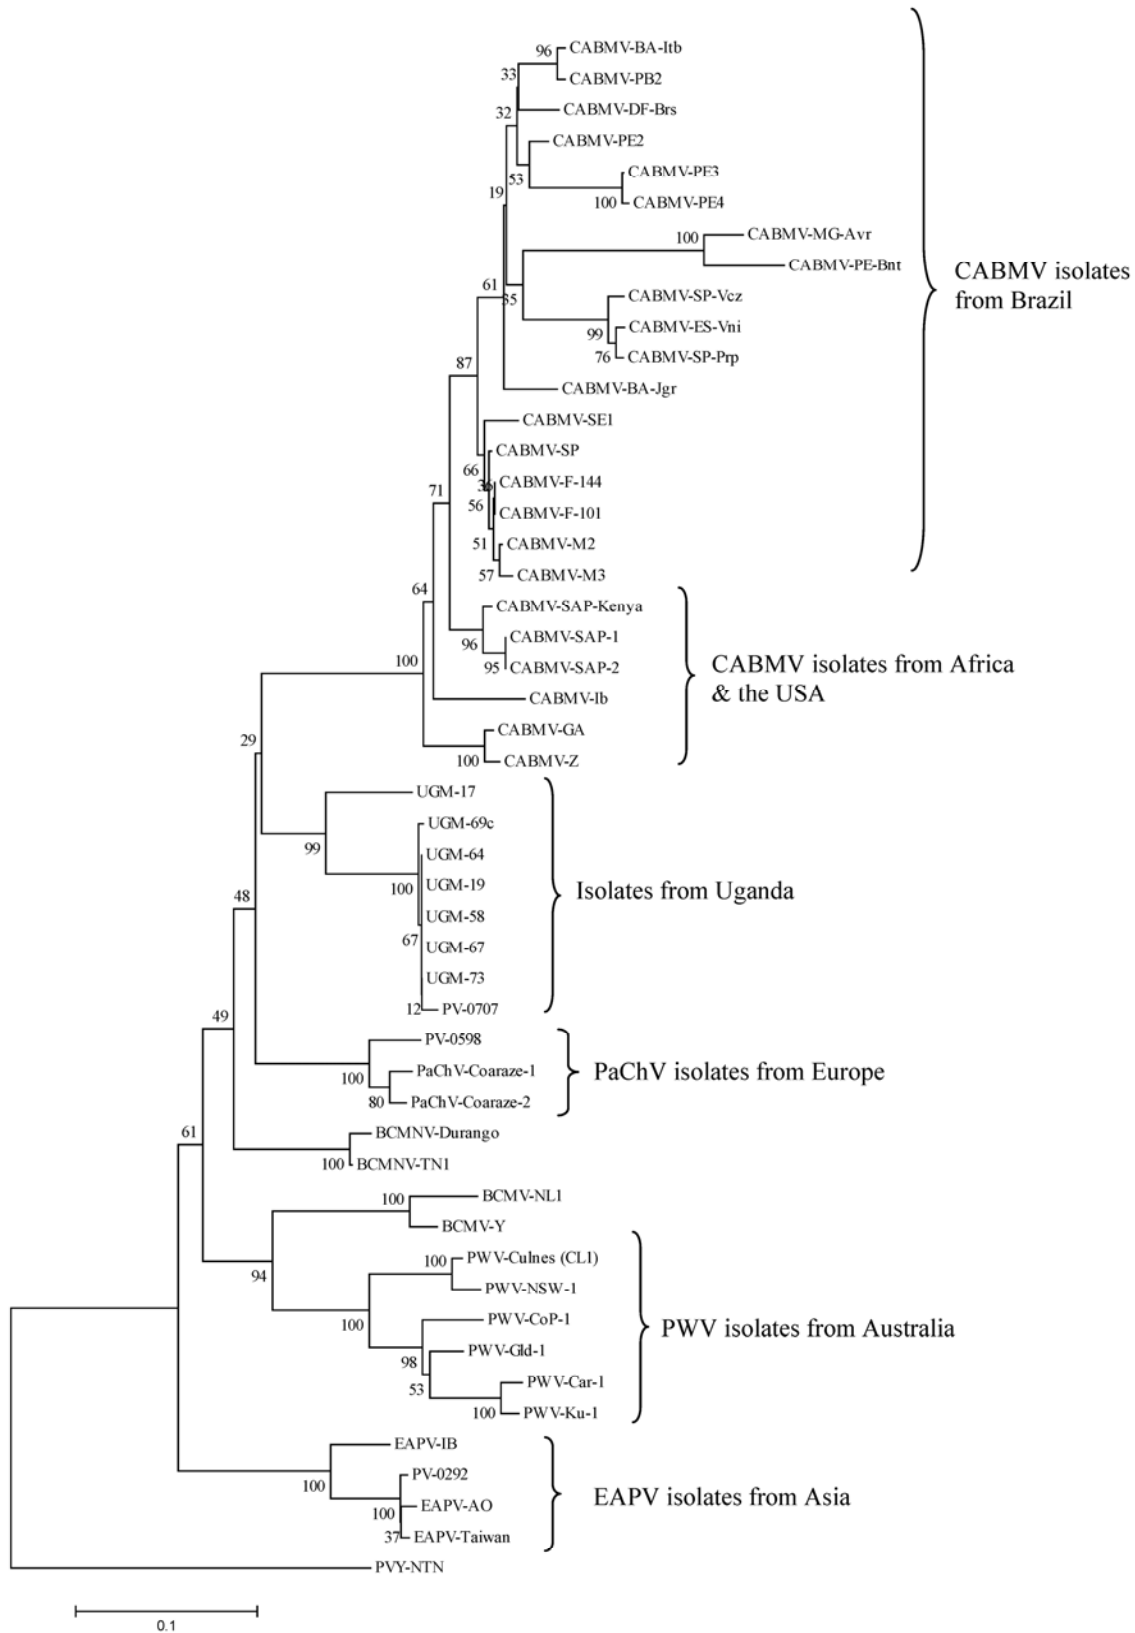 96
CABMV-BA-Itb
33
CABMV-PB2
32
CABMV-DF-Brs
CABMV-PE2
53
CABMV-PE3
19
100
CABMV-PE4
100
CABMV-MG-Avr
CABMV-PE-Bnt
CABMV isolates
from Brazil
61
35
CABMV-SP-Vcz
99
CABMV-ES-Vni
76
CABMV-SP-Prp
87
CABMV-BA-Jgr
CABMV-SE1
CABMV-SP
66
CABMV-F-144
71
56
CABMV-F-101
51
CABMV-M2
57
CABMV-M3
64
CABMV-SAP-Kenya
96
CABMV-SAP-1
95
CABMV-SAP-2
CABMV isolates from Africa
& the USA
100
CABMV-Ib
CABMV-GA
29
100
CABMV-Z
UGM-17
UGM-69c
99
UGM-64
100
UGM-19
Isolates from Uganda
48
UGM-58
67
UGM-67
UGM-73
12
PV-0707
49
PV-0598
100
PaChV-Coaraze-1
PaChV isolates from Europe
80
PaChV-Coaraze-2
61
BCMNV-Durango
100
BCMNV-TN1
100
BCMV-NL1
BCMV-Y
94
100
PWV-Culnes (CL1)
PWV-NSW-1
100
PWV-CoP-1
PWV isolates from Australia
98
PWV-Gld-1
53
PWV-Car-1
100
PWV-Ku-1
EAPV-IB
100
PV-0292
EAPV isolates from Asia
100
EAPV-AO
37
EAPV-Taiwan
PVY-NTN
0.1